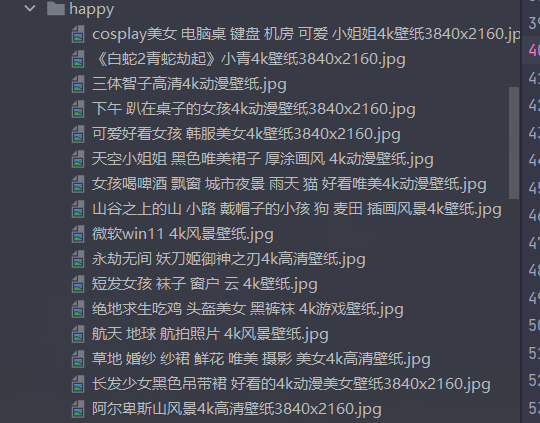 happy
cosplay美女 电脑桌 键盘 机房 可爱 小姐姐4k壁纸3840x2160.jp
《白蛇2青蛇劫起》小青4k壁纸3840x2160.jpg
三体智子高清4k动漫壁纸.jpg
下午 趴在桌子的女孩4k动漫壁纸3840x2160.jpg
可爱好看女孩 韩服美女4k壁纸3840x2160.jpg
天空小姐姐 黑色唯美裙子 厚涂画风 4k动漫壁纸.jpg
女孩喝啤酒 飘窗 城市夜景 雨天 猫 好看唯美4k动漫壁纸.jpg
山谷之上的山 小路 戴帽子的小孩 狗 麦田 插画风景4K壁纸.jpg
微软win11 4k风景壁纸.jpg
永劫无间 妖刀姬御神之刃4k高清壁纸.jpg
短发女孩 袜子 窗户 云 4k壁纸.jpg
绝地求生吃鸡 头盔美女 黑裤袜 4k游戏壁纸.jpg
航天 地球 航拍照片 4k风景壁纸.jpg
草地 婚纱 纱裙 鲜花 唯美 摄影 美女4k高清壁纸.jpg
长发少女黑色吊带裙 好看的4k动漫美女壁纸3840x2160.jpg
阿尔卑斯山风景4k高清壁纸3840x2160.jpg
40
41
42
43
44
45
46
47
48
49
50
51
52